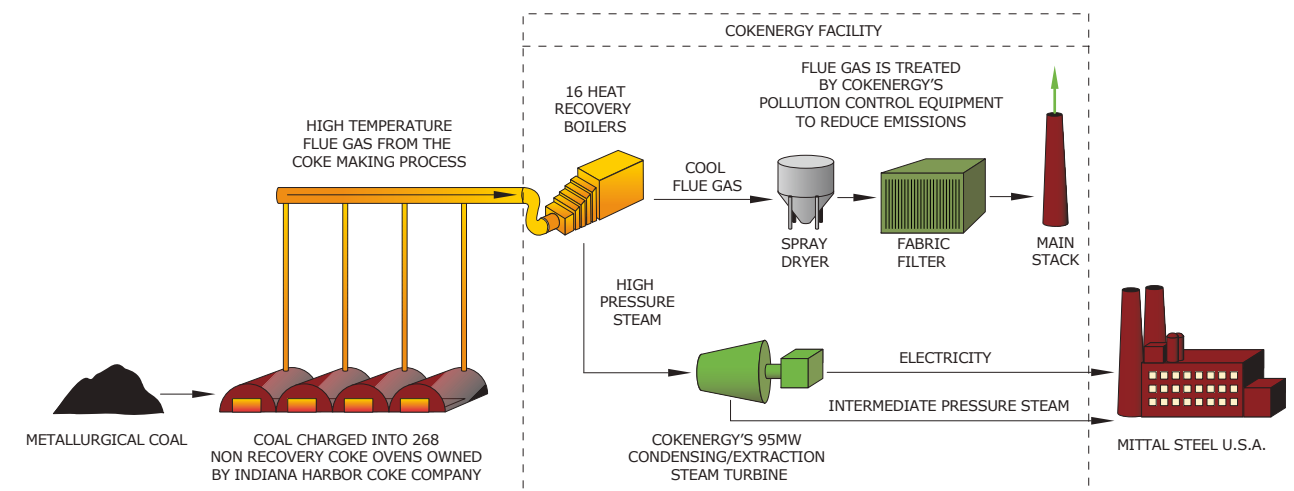 COKENERGY FACILITY
FLUE GAS IS TREATED
BY COKENERGY'S
POLLUTION CONTROL EQUIPMENT
TO REDUCE EMISSIONS
16 HEAT
RECOVERY
BOILERS
HIGH TEMPERATURE
FLUE GAS FROM THE
COKE MAKING PROCESS
COOL
FLUE GAS
SPRAY
DRYER
FABRIC
FILTER
MAIN
STACK
HIGH
PRESSURE
STEAM
ELECTRICITY
INTERMEDIATE PRESSURE STEAM
METALLURGICAL COAL
COAL CHARGED INTO 268
NON RECOVERY COKE OVENS OWNED
BY INDIANA HARBOR COKE COMPANY
COKENERGY'S 95MW
CONDENSING/EXTRACTION
STEAM TURBINE
MITTAL STEEL U.S.A.